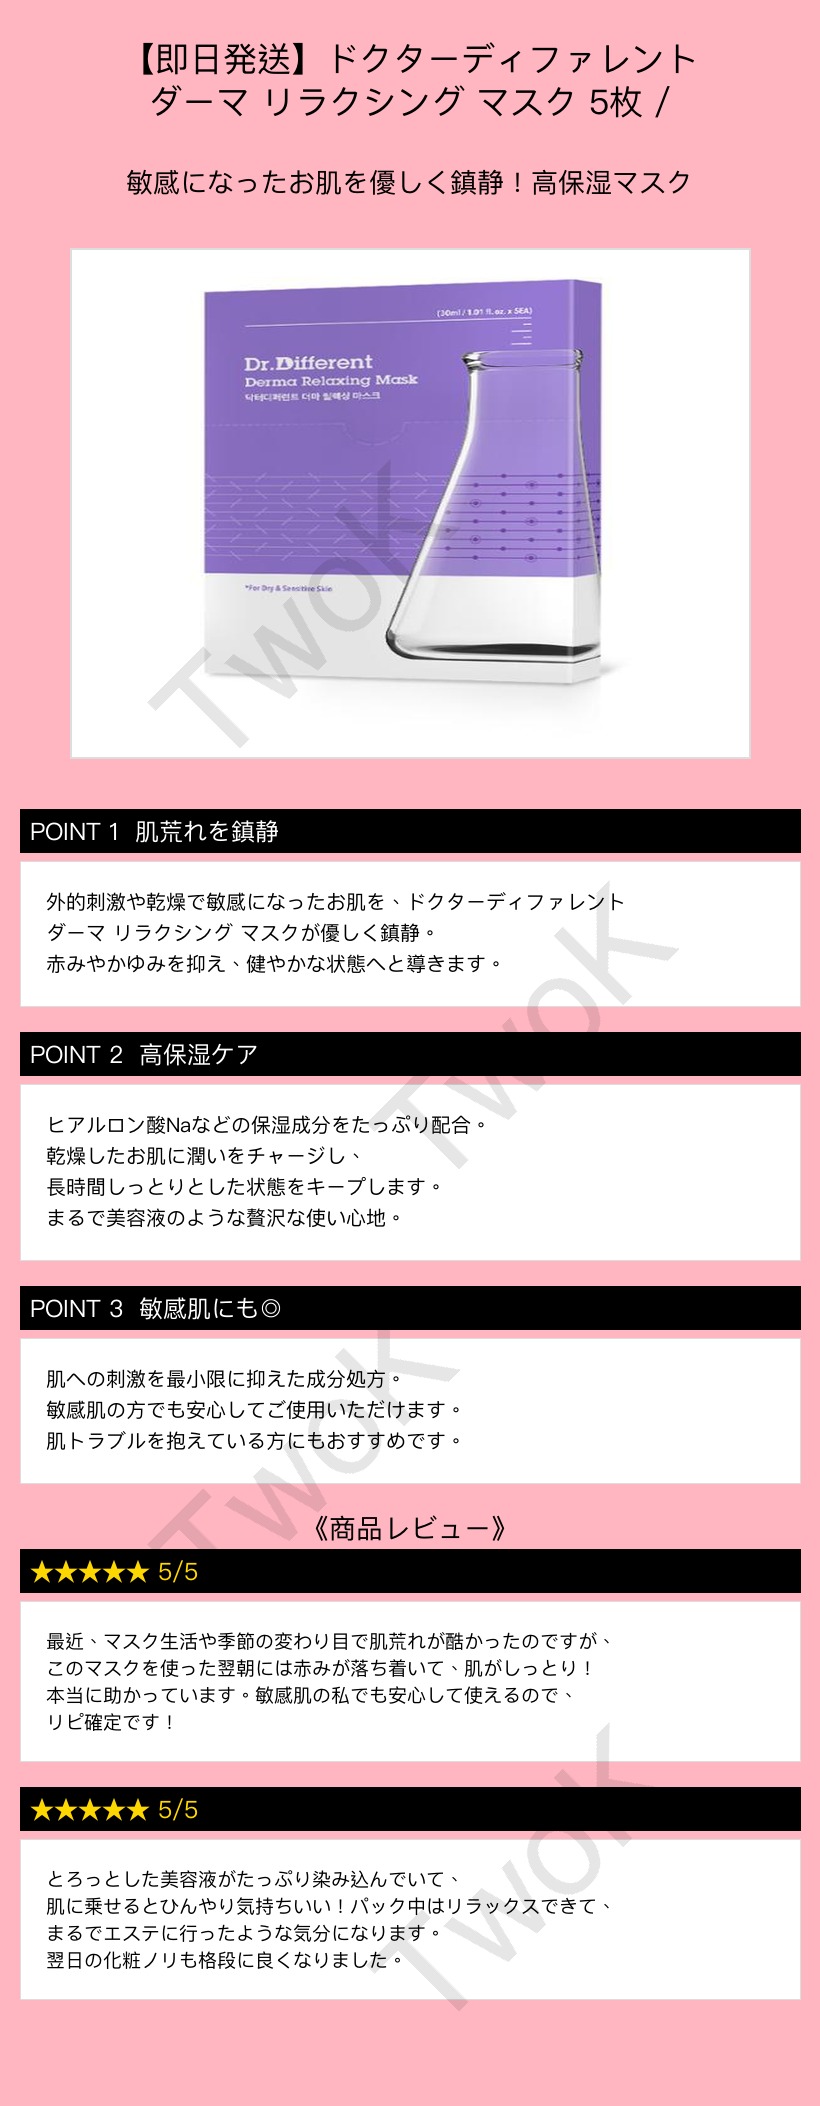 【即日発送】ドクターディファレント
ダーマ リラクシング マスク 5枚 /
敏感になったお肌を優しく鎮静！高保湿マスク
(30ml / 1.01 fl. oz. x 5EA)
Dr.Different
Derma Relaxing Mask
닥터디퍼런트 더마 릴렉싱 마스크
*For Dry & Sensitive Skin
TwoK
POINT 1 肌荒れを鎮静
外的刺激や乾燥で敏感になったお肌を、ドクターディファレント
ダーマ リラクシング マスクが優しく鎮静。
赤みやかゆみを抑え、健やかな状態へと導きます。
TwoK
POINT 2 高保湿ケア
ヒアルロン酸Naなどの保湿成分をたっぷり配合。
乾燥したお肌に潤いをチャージし、
長時間しっとりとした状態をキープします。
まるで美容液のような贅沢な使い心地。
POINT 3 敏感肌にも◎
肌への刺激を最小限に抑えた成分処方。
敏感肌の方でも安心してご使用いただけます。
肌トラブルを抱えている方にもおすすめです。
TwoK
《商品レビュー》
★★★★★ 5/5
最近、マスク生活や季節の変わり目で肌荒れが酷かったのですが、
このマスクを使った翌朝には赤みが落ち着いて、肌がしっとり！
本当に助かっています。敏感肌の私でも安心して使えるので、
リピ確定です！
★★★★★ 5/5
とろっとした美容液がたっぷり染み込んでいて、
肌に乗せるとひんやり気持ちいい！パック中はリラックスできて、
まるでエステに行ったような気分になります。
翌日の化粧ノリも格段に良くなりました。
TwoK